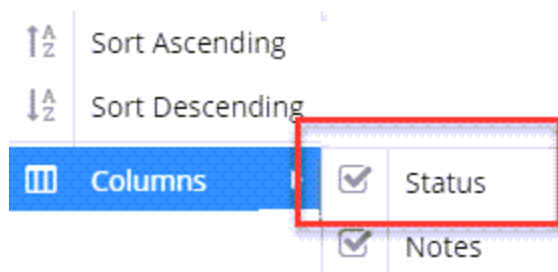 Sort Ascending
Sort Descending
Columns
Status
Notes